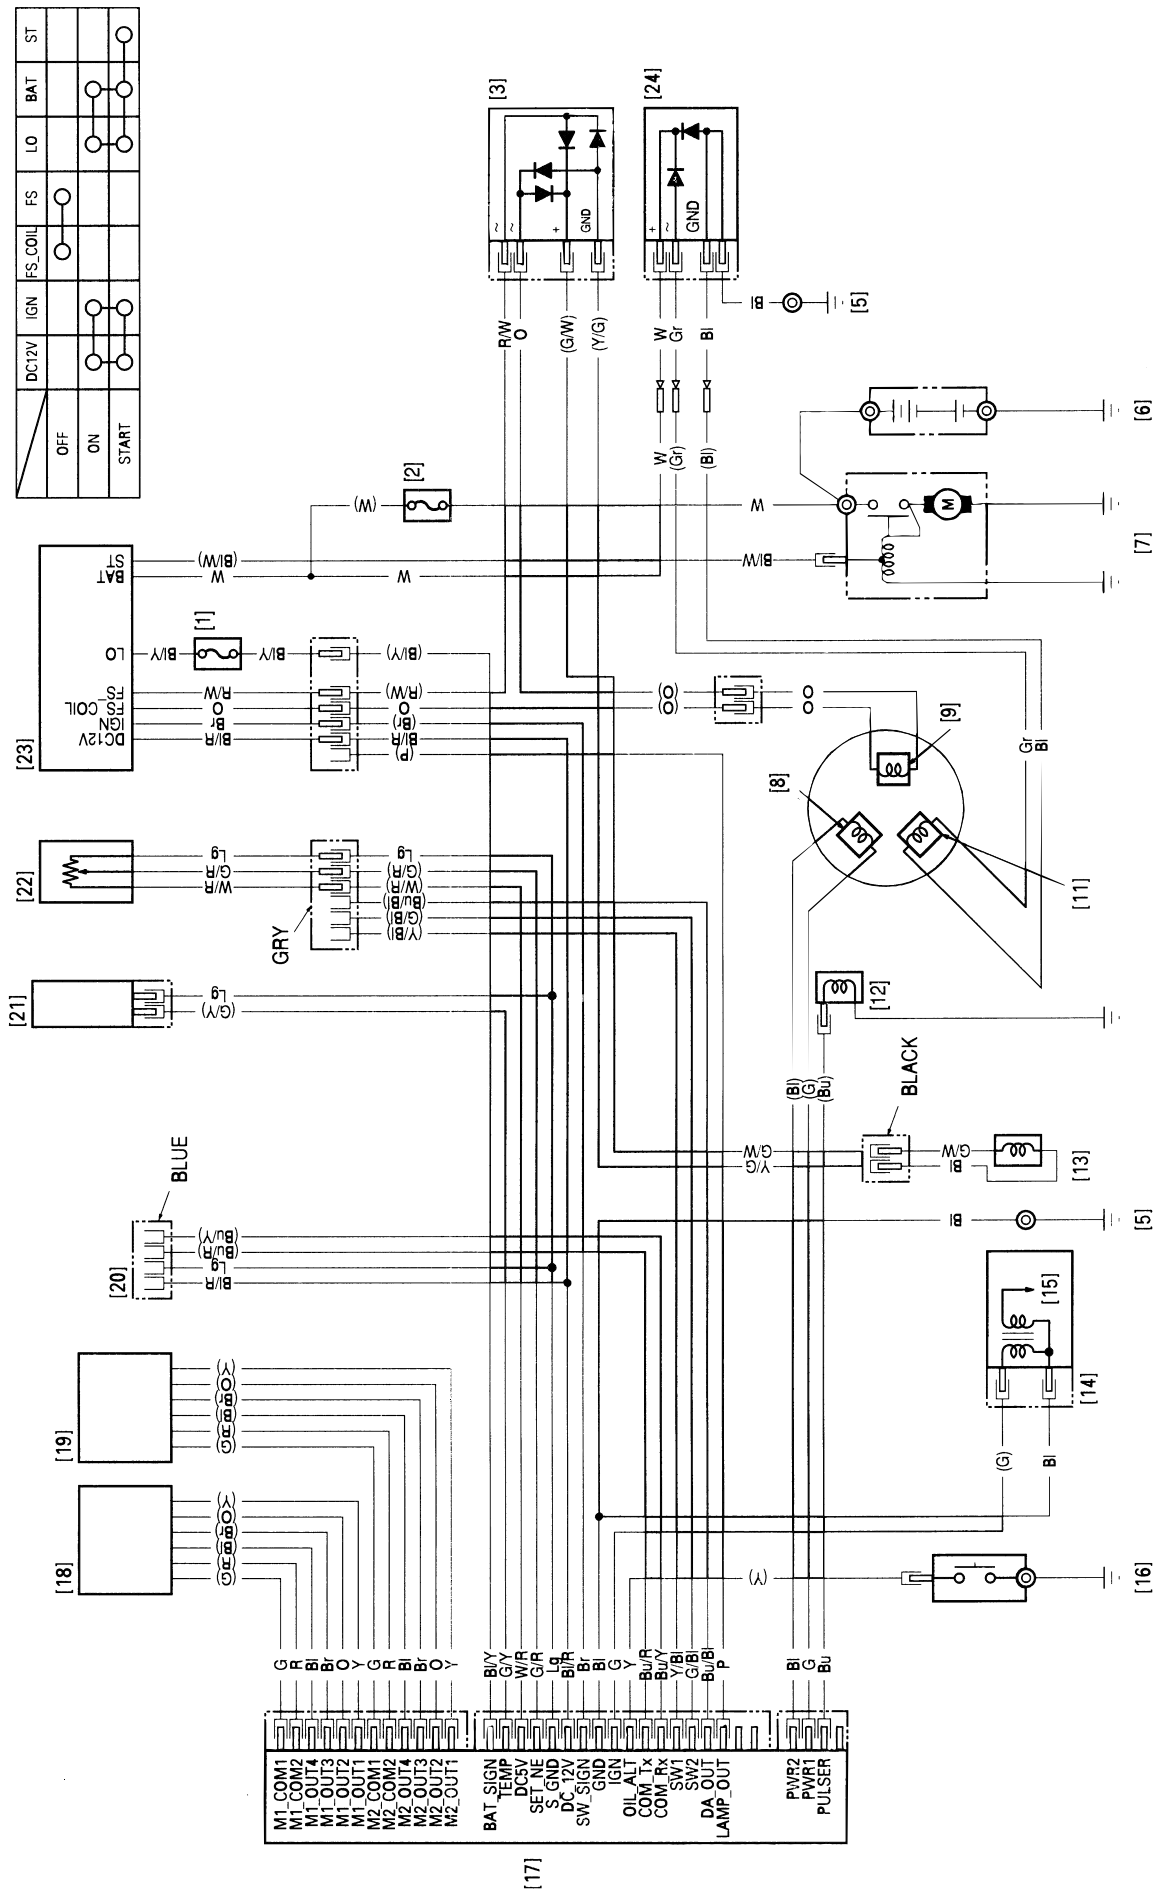 DC12V IGN FS_COIL FS LO BAT ST
OFF
ON
START
[3]
~
~
+
GND
[24]
+
~
GND
R/W
O
(G/W)
(Y/G)
W
Gr
Bl
Bl
[5]
W
(Gr)
(Bl)
[6]
[2]
(W)
W
M
[7]
[23]
ST
BAT
LO
FS_
FS_COIL
IGN
DC12V
(Bl/W)
W
W
Bl/W
[1]
Bl/Y
Bl/Y
(Bl/Y)
R/W
O
Br
Bl/R
(R/W)
O
(Br)
Bl/R
(P)
(O)
(O)
O
O
[9]
[8]
[11]
Gr
Bl
[22]
Lg
G/R
W/R
GRY
Lg
(G/R)
(W/R)
(Bu/Bl)
(G/Bl)
(Y/Bl)
[21]
Lg
(G/Y)
[12]
(Bl)
G
(Bu)
BLACK
G/W
Y/G
G/W
Bl
[13]
BLUE
[20]
(Bu/Y)
(Bu/R)
Lg
Bl/R
Bl
[5]
[15]
[14]
(G)
Bl
[19]
(Y)
(O)
(Br)
(Bl)
R
(G)
[18]
(Y)
(O)
(Br)
(Bl)
R
(G)
(Y)
[16]
G
R
Bl
Br
O
Y
G
R
Bl
Br
O
Y
Bl/Y
G/Y
W/R
G/R
Lg
Bl/R
Br
Bl
G
Y
Bu/R
Bu/Y
Y/Bl
G/Bl
Bu/Bl
P
Bl
G
Bu
M1_COM1
M1_COM2
M1_OUT4
M1_OUT3
M1_OUT2
M1_OUT1
M2_COM1
M2_COM2
M2_OUT4
M2_OUT3
M2_OUT2
M2_OUT1
BAT_SIGN
TEMP
DC5V
SET_NE
S_GND
DC_12V
SW_SIGN
GND
IGN
OIL_ALT
COM_Tx
COM_Rx
SW1
SW2
DA_OUT
LAMP_OUT
PWR2
PWR1
PULSER
[17]